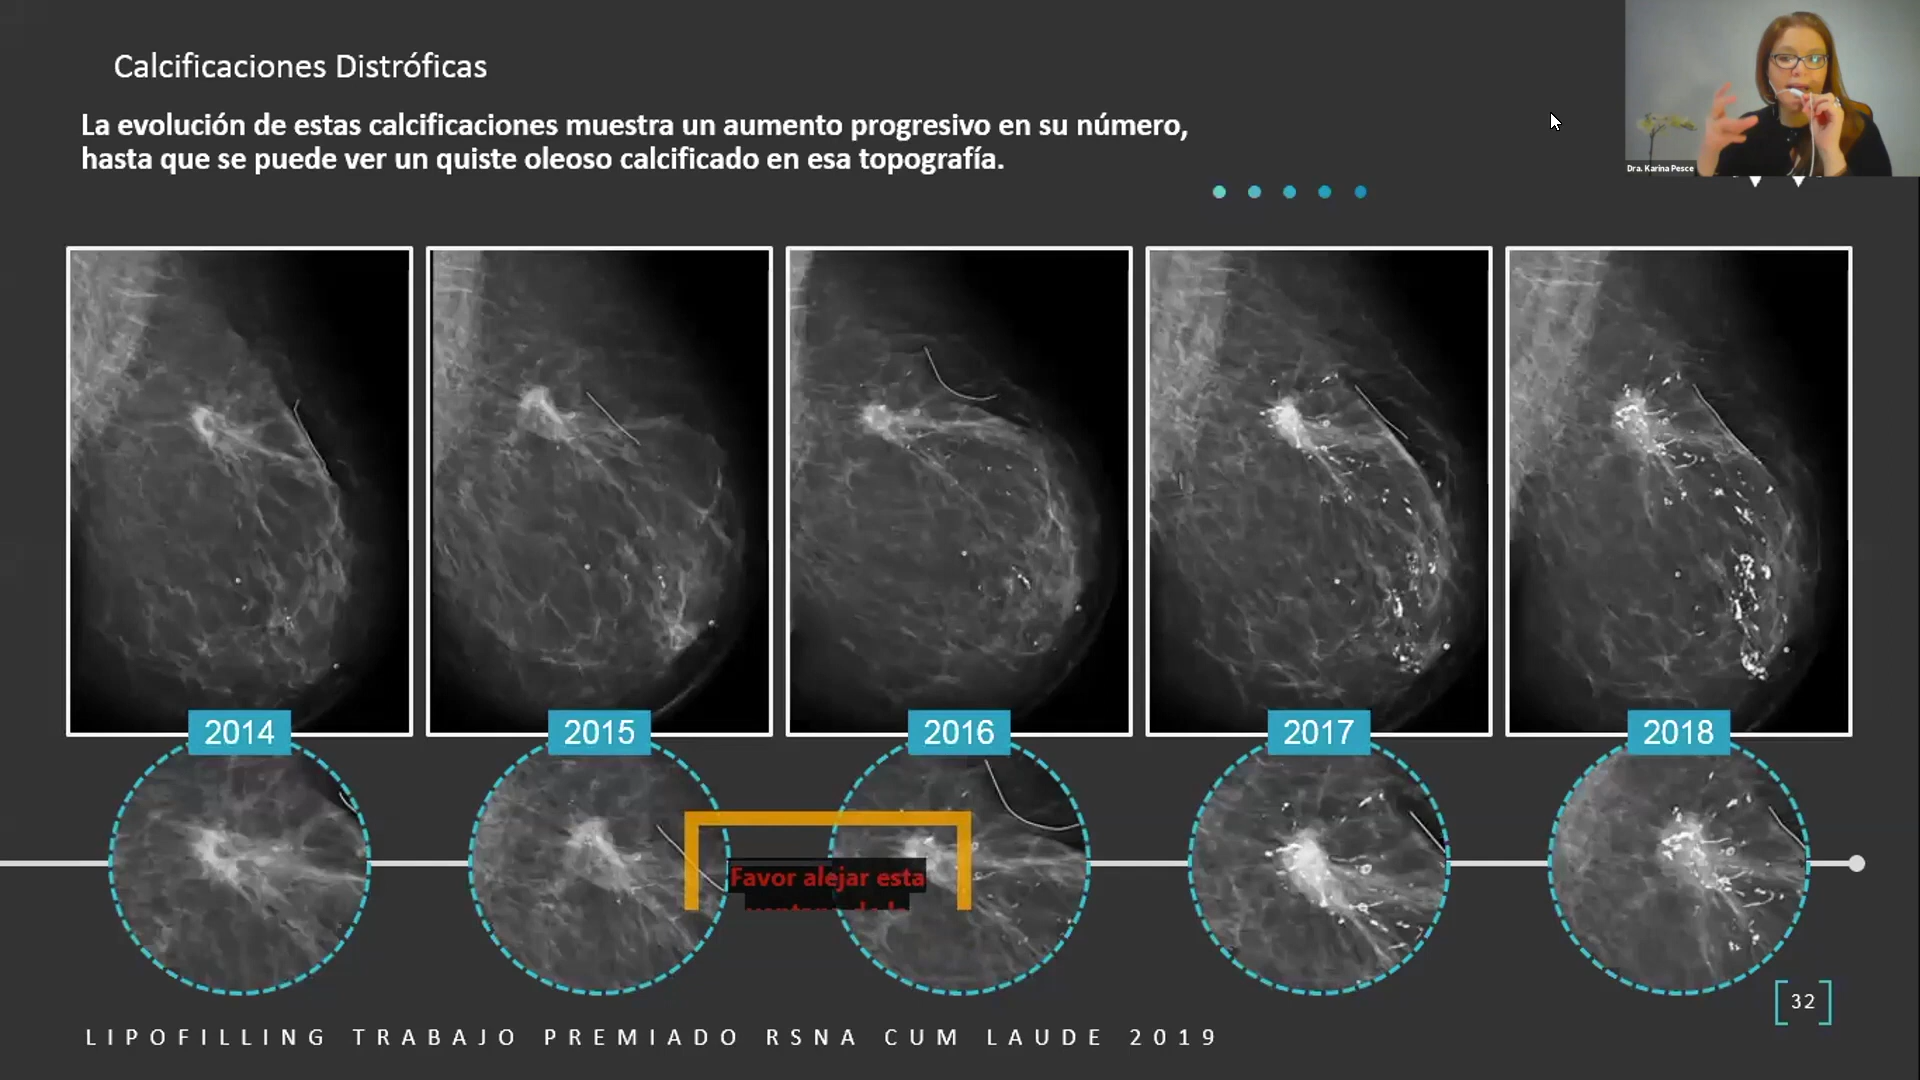 Calcificaciones Distróficas
La evolución de estas calcificaciones muestra un aumento progresivo en su número,
hasta que se puede ver un quiste oleoso calcificado en esa topografía.
Dra. Karina Pesce
2014
2015
2016
2017
2018
Favor alejar esta
32
LIPOFILLING TRABAJO PREMIADO RSNA CUM LAUDE 2019